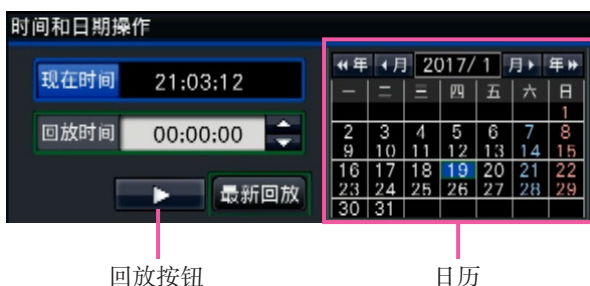 时间和日期操作
现在时间 21:03:12
回放时间 00:00:00
最新回放
年 月 2017/ 1 月 年
一 二 三 四 五 六 日
1
2 3 4 5 6 7 8
9 10 11 12 13 14 15
16 17 18 19 20 21 22
23 24 25 26 27 28 29
30 31
回放按钮
日历